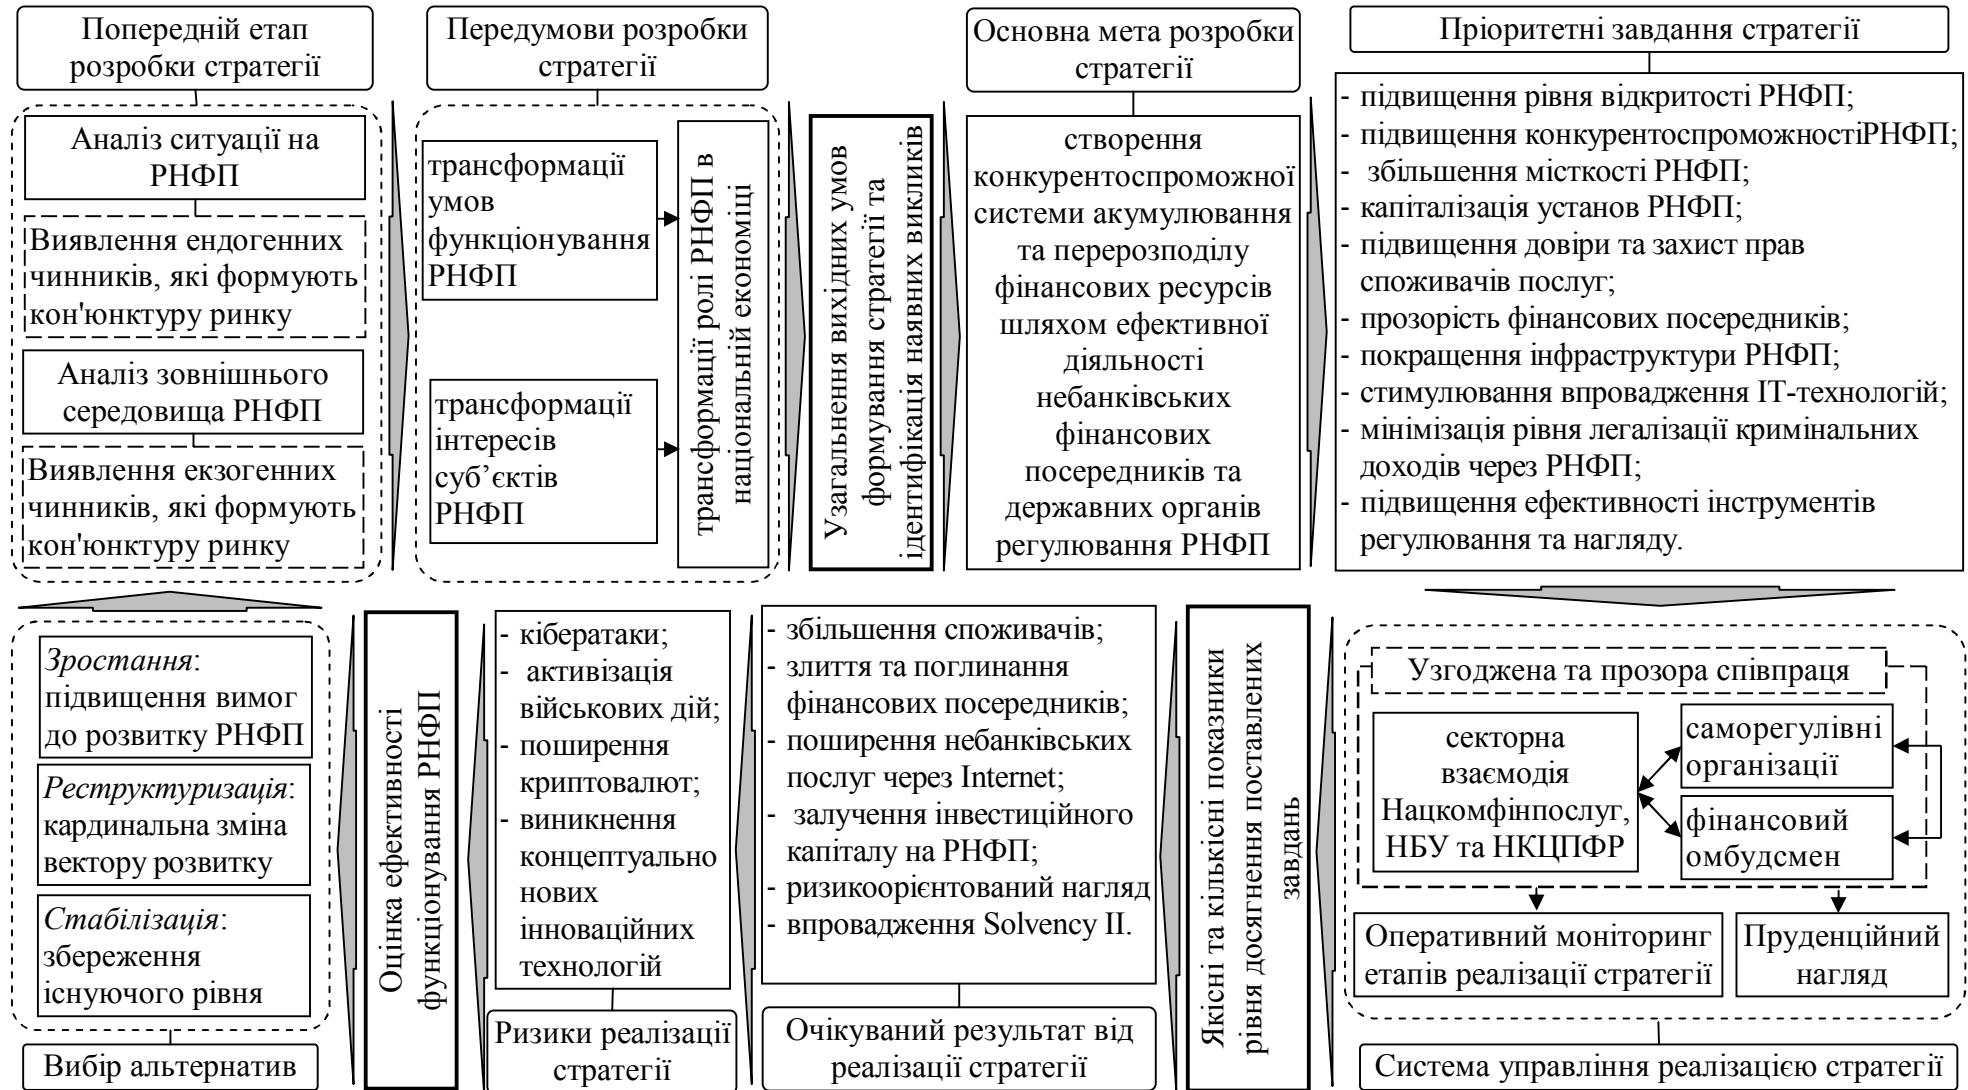 Попередній етап
розробки стратегії
Аналіз ситуації на
РНФП
Виявлення ендогенних
чинників, які формують
кон'юнктуру ринку
Аналіз зовнішнього
середовища РНФП
Виявлення екзогенних
чинників, які формують
кон'юнктуру ринку
Передумови розробки
стратегії
трансформації
умов
функціонування
РНФП
трансформації
інтересів
суб’єктів
РНФП
трансформації ролі РНФП в
національній економіці
Узагальнення вихідних умов
формування стратегії та
ідентифікація наявних викликів
Основна мета розробки
стратегії
створення
конкурентоспроможної
системи акумулювання
та перерозподілу
фінансових ресурсів
шляхом ефективної
діяльності
небанківських
фінансових
посередників та
державних органів
регулювання РНФП
Пріоритетні завдання стратегії
- підвищення рівня відкритості РНФП;
- підвищення конкурентоспроможностіРНФП;
- збільшення місткості РНФП;
- капіталізація установ РНФП;
- підвищення довіри та захист прав
споживачів послуг;
- прозорість фінансових посередників;
- покращення інфраструктури РНФП;
- стимулювання впровадження ІТ-технологій;
- мінімізація рівня легалізації кримінальних
доходів через РНФП;
- підвищення ефективності інструментів
регулювання та нагляду.
Узгоджена та прозора співпраця
секторна
взаємодія
Нацкомфінпослуг,
НБУ та НКЦПФР
саморегулівні
організації
фінансовий
омбудсмен
Оперативний моніторинг
етапів реалізації стратегії
Пруденційний
нагляд
Система управління реалізацією стратегії
Якісні та кількісні показники
рівня досягнення поставлених
завдань
- збільшення споживачів;
- злиття та поглинання
фінансових посередників;
- поширення небанківських
послуг через Internet;
- залучення інвестиційного
капіталу на РНФП;
- ризикоорієнтований нагляд
- впровадження Solvency II.
Очікуваний результат від
реалізації стратегії
- кібератаки;
- активізація
військових дій;
- поширення
криптовалют;
- виникнення
концептуально
нових
інноваційних
технологій
Ризики реалізації
стратегії
Оцінка ефективності
функціонування РНФП
Зростання:
підвищення вимог
до розвитку РНФП
Реструктуризація:
кардинальна зміна
вектору розвитку
Стабілізація:
збереження
існуючого рівня
Вибір альтернатив